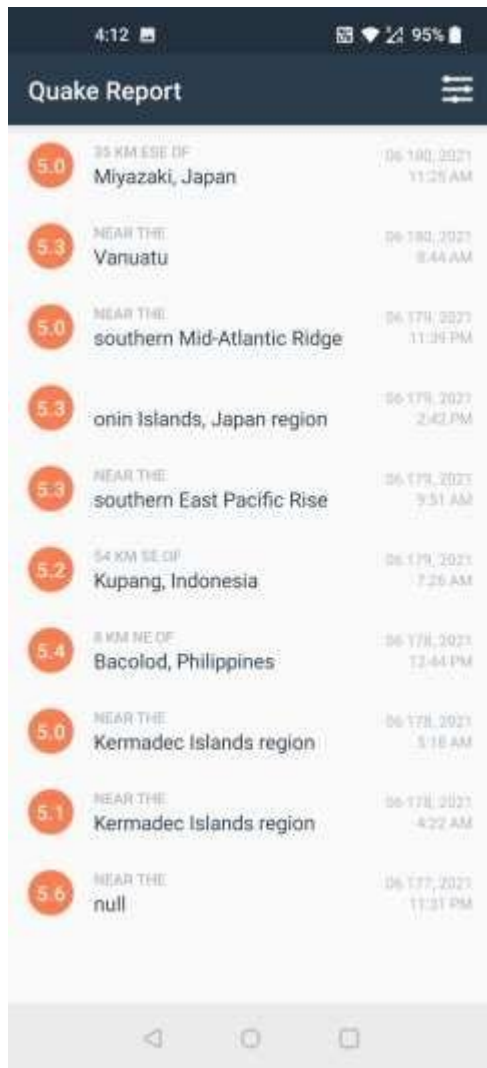 4:12 95%
Quake Report
5.0 35 KM ESE OF 06 180, 2021
Miyazaki, Japan 11:25 AM
5.3 NEAR THE 06 180, 2021
Vanuatu 8:44 AM
5.0 NEAR THE 06 179, 2021
southern Mid-Atlantic Ridge 11:39 PM
5.3 06 179, 2021
onin Islands, Japan region 2:42 PM
5.3 NEAR THE 06 179, 2021
southern East Pacific Rise 9:51 AM
5.2 54 KM SE OF 06 179, 2021
Kupang, Indonesia 7:26 AM
5.4 8 KM NE OF 06 178, 2021
Bacolod, Philippines 12:44 PM
5.0 NEAR THE 06 178, 2021
Kermadec Islands region 5:18 AM
5.1 NEAR THE 06 178, 2021
Kermadec Islands region 4:22 AM
5.6 NEAR THE 06 177, 2021
null 11:31 PM